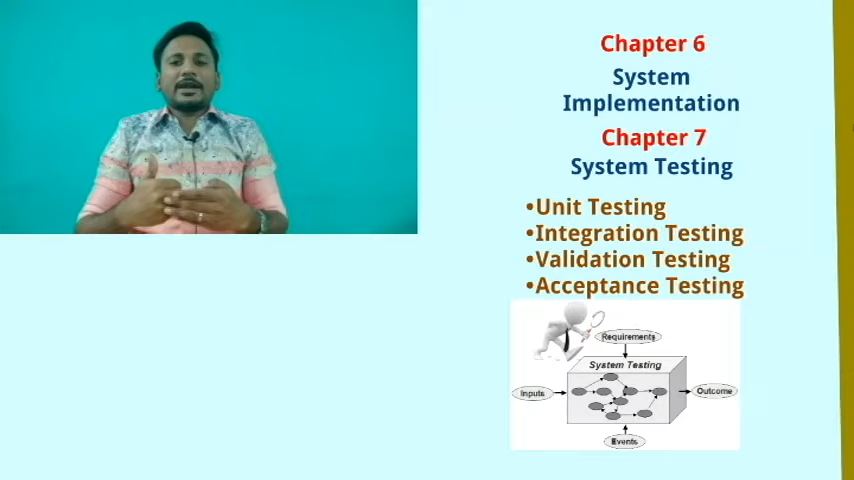 Chapter 6
System
Implementation
Chapter 7
System Testing
•Unit Testing
•Integration Testing
•Validation Testing
•Acceptance Testing
Requirements
System Testing
Inputs
Outcome
Events